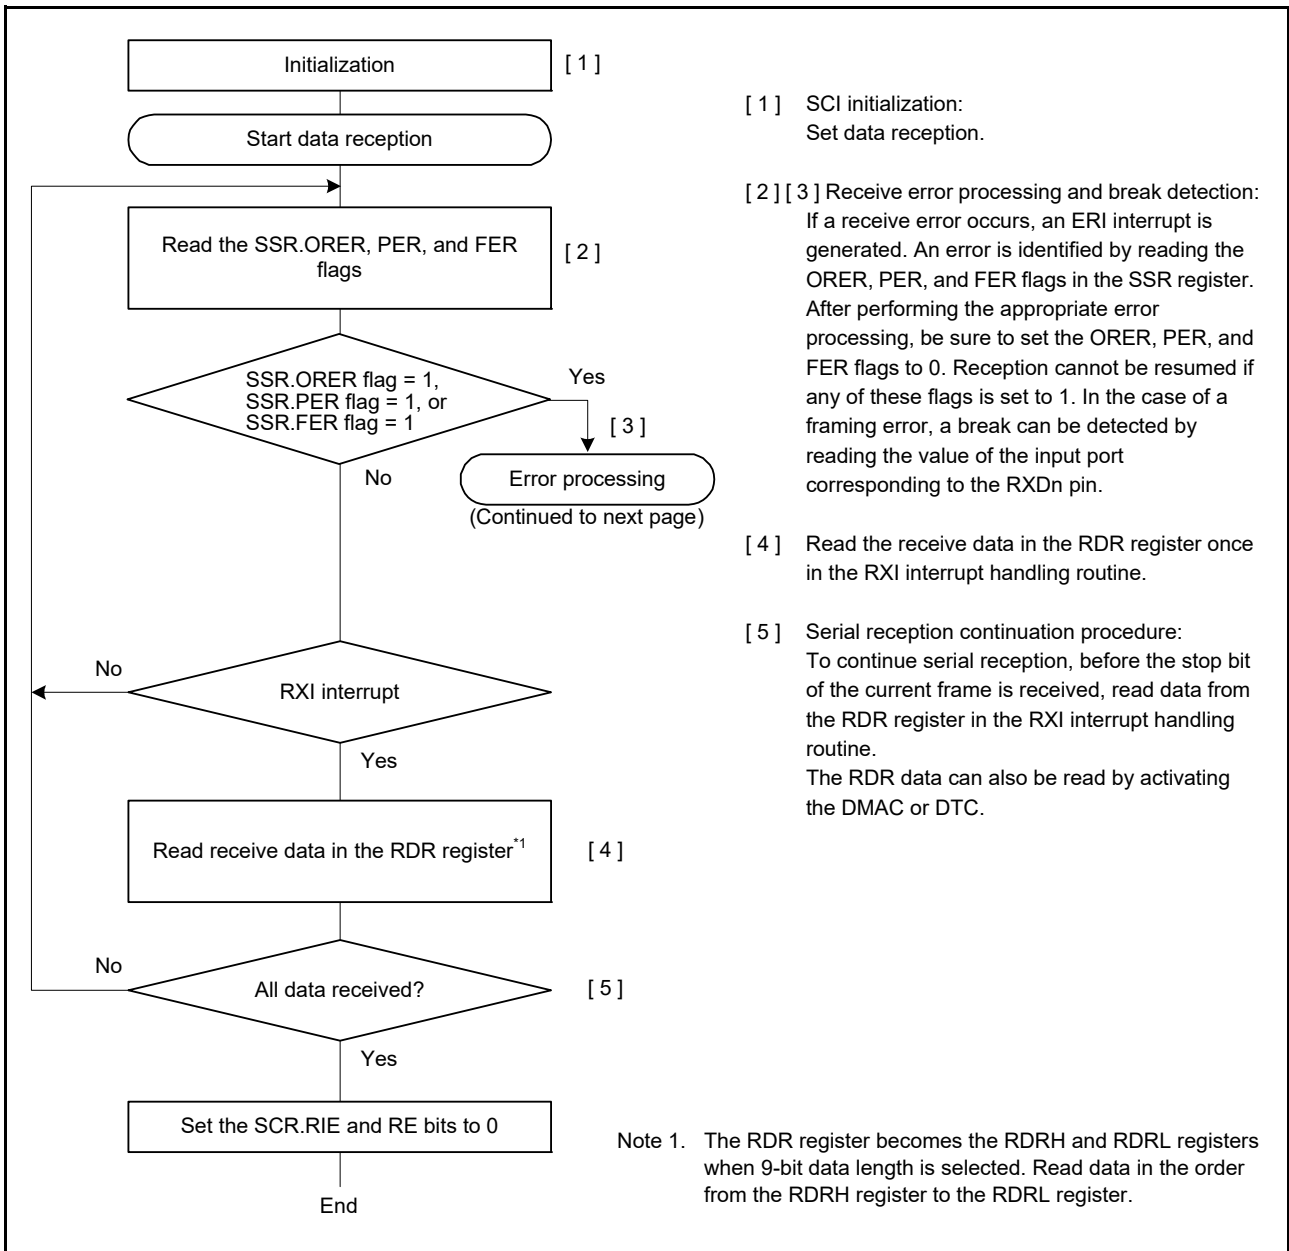 Initialization
[ 1 ]
Start data reception
Read the SSR.ORER, PER, and FER
flags
[ 2 ]
SSR.ORER flag = 1,
SSR.PER flag = 1, or
SSR.FER flag = 1
Yes
[ 3 ]
No
Error processing
(Continued to next page)
No
RXI interrupt
Yes
Read receive data in the RDR register*1
[ 4 ]
No
All data received?
[ 5 ]
Yes
Set the SCR.RIE and RE bits to 0
End
[ 1 ] SCI initialization:
Set data reception.
[ 2 ] [ 3 ] Receive error processing and break detection:
If a receive error occurs, an ERI interrupt is
generated. An error is identified by reading the
ORER, PER, and FER flags in the SSR register.
After performing the appropriate error
processing, be sure to set the ORER, PER, and
FER flags to 0. Reception cannot be resumed if
any of these flags is set to 1. In the case of a
framing error, a break can be detected by
reading the value of the input port
corresponding to the RXDn pin.
[ 4 ] Read the receive data in the RDR register once
in the RXI interrupt handling routine.
[ 5 ] Serial reception continuation procedure:
To continue serial reception, before the stop bit
of the current frame is received, read data from
the RDR register in the RXI interrupt handling
routine.
The RDR data can also be read by activating
the DMAC or DTC.
Note 1. The RDR register becomes the RDRH and RDRL registers
when 9-bit data length is selected. Read data in the order
from the RDRH register to the RDRL register.